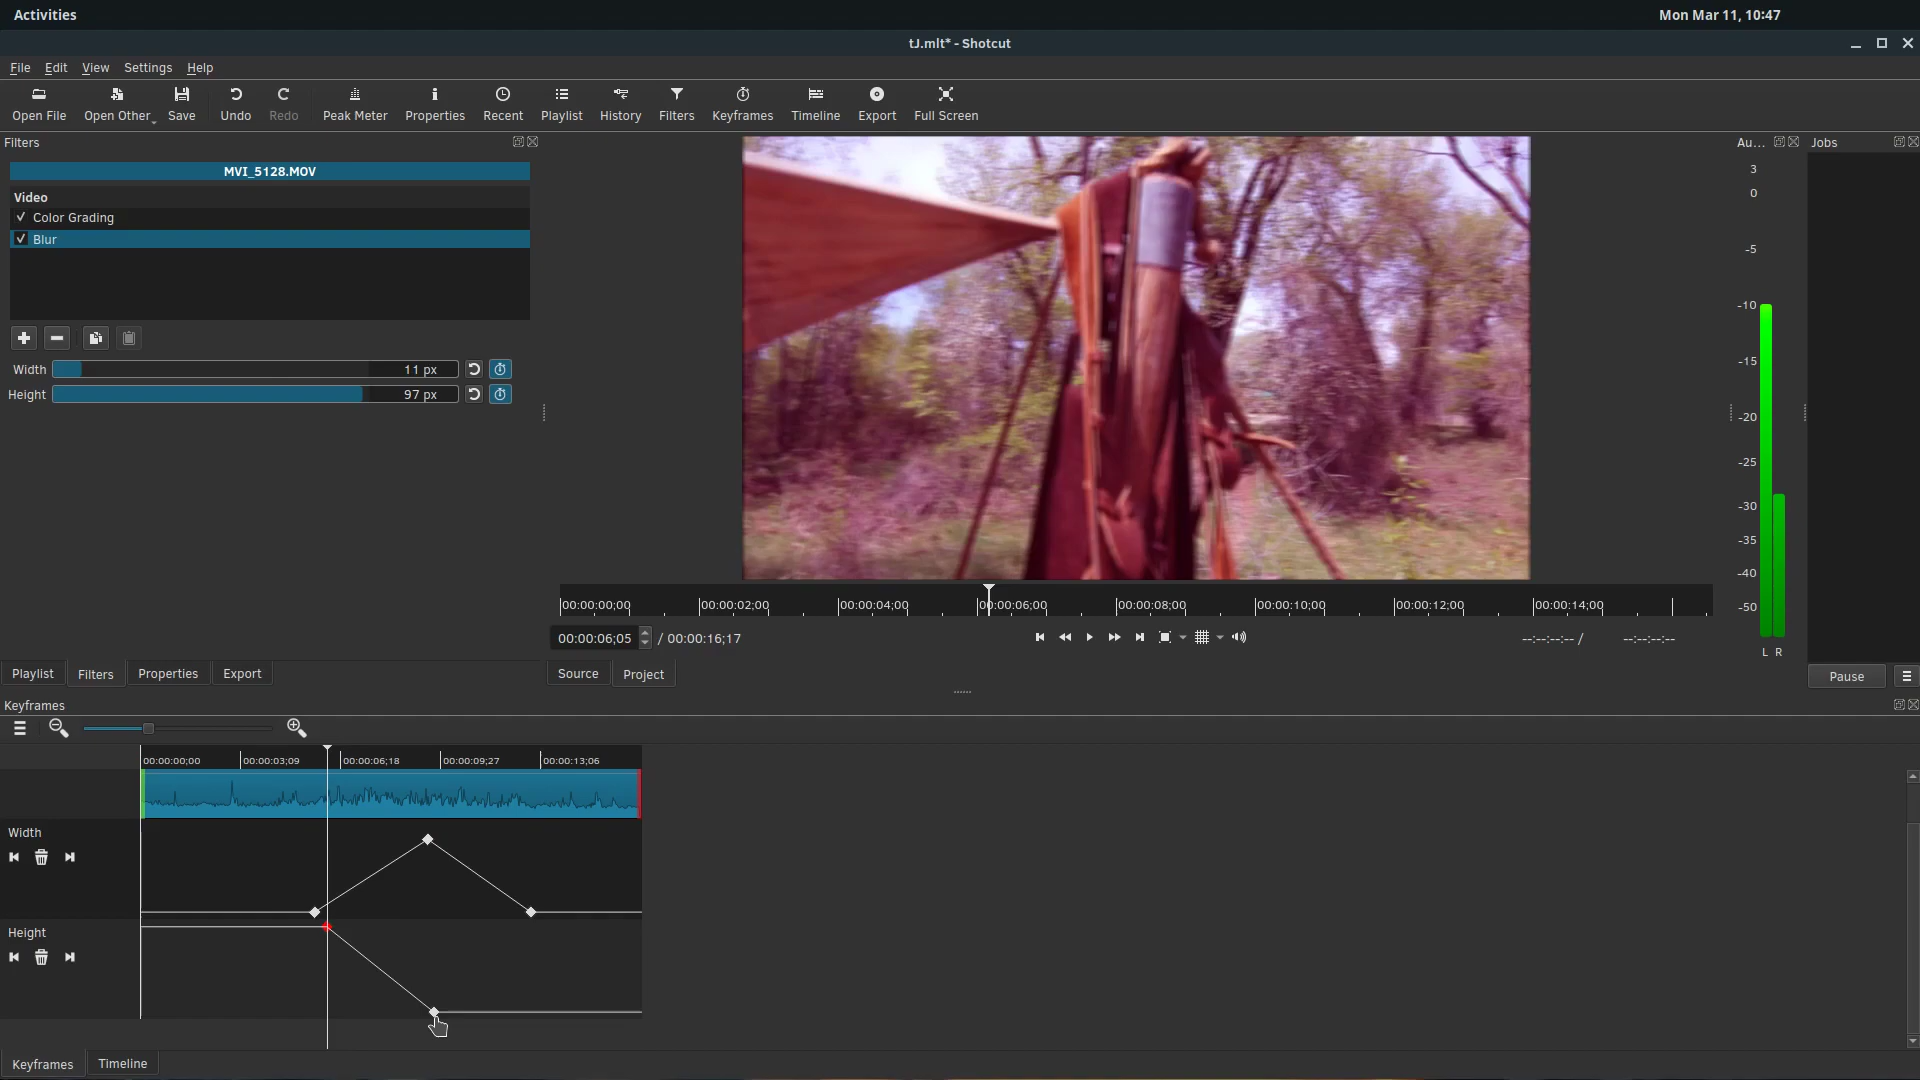 Activities
Mon Mar 11, 10:47
tJ.mlt* - Shotcut
File Edit View Settings Help
Open File Open Other Save Undo Redo Peak Meter Properties Recent Playlist History Filters Keyframes Timeline Export Full Screen
Filters
MVI_5128.MOV
Video
Color Grading
Blur
Width 11 px
Height 97 px
Au...
3
0
-5
-10
-15
-20
-25
-30
-35
-40
-50
L R
Jobs
00:00:00;00 00:00:02;00 00:00:04;00 00:00:06;00 00:00:08;00 00:00:10;00 00:00:12;00 00:00:14;00
00:00:06;05 / 00:00:16;17
--:--:--:-- / --:--:--:--
Playlist Filters Properties Export
Source Project
Pause
Keyframes
00:00:00;00 00:00:03;09 00:00:06;18 00:00:09;27 00:00:13;06
Width
Height
Keyframes Timeline